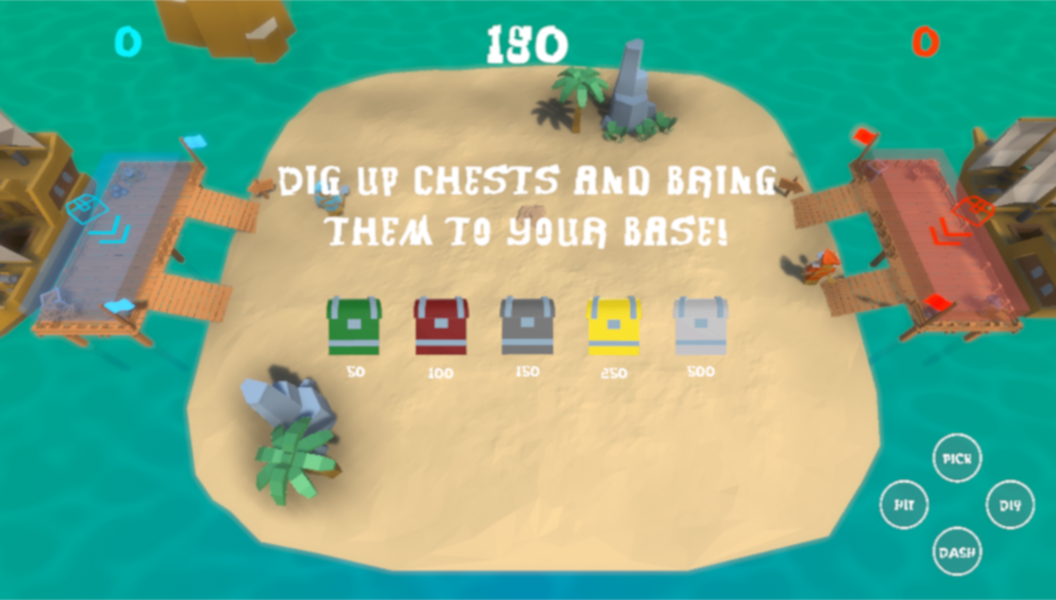 0
180
0
DIG UP CHESTS AND BRING
THEM TO YOUR BASE!
50
100
150
250
500
PICK
HIT
DIG
DASH